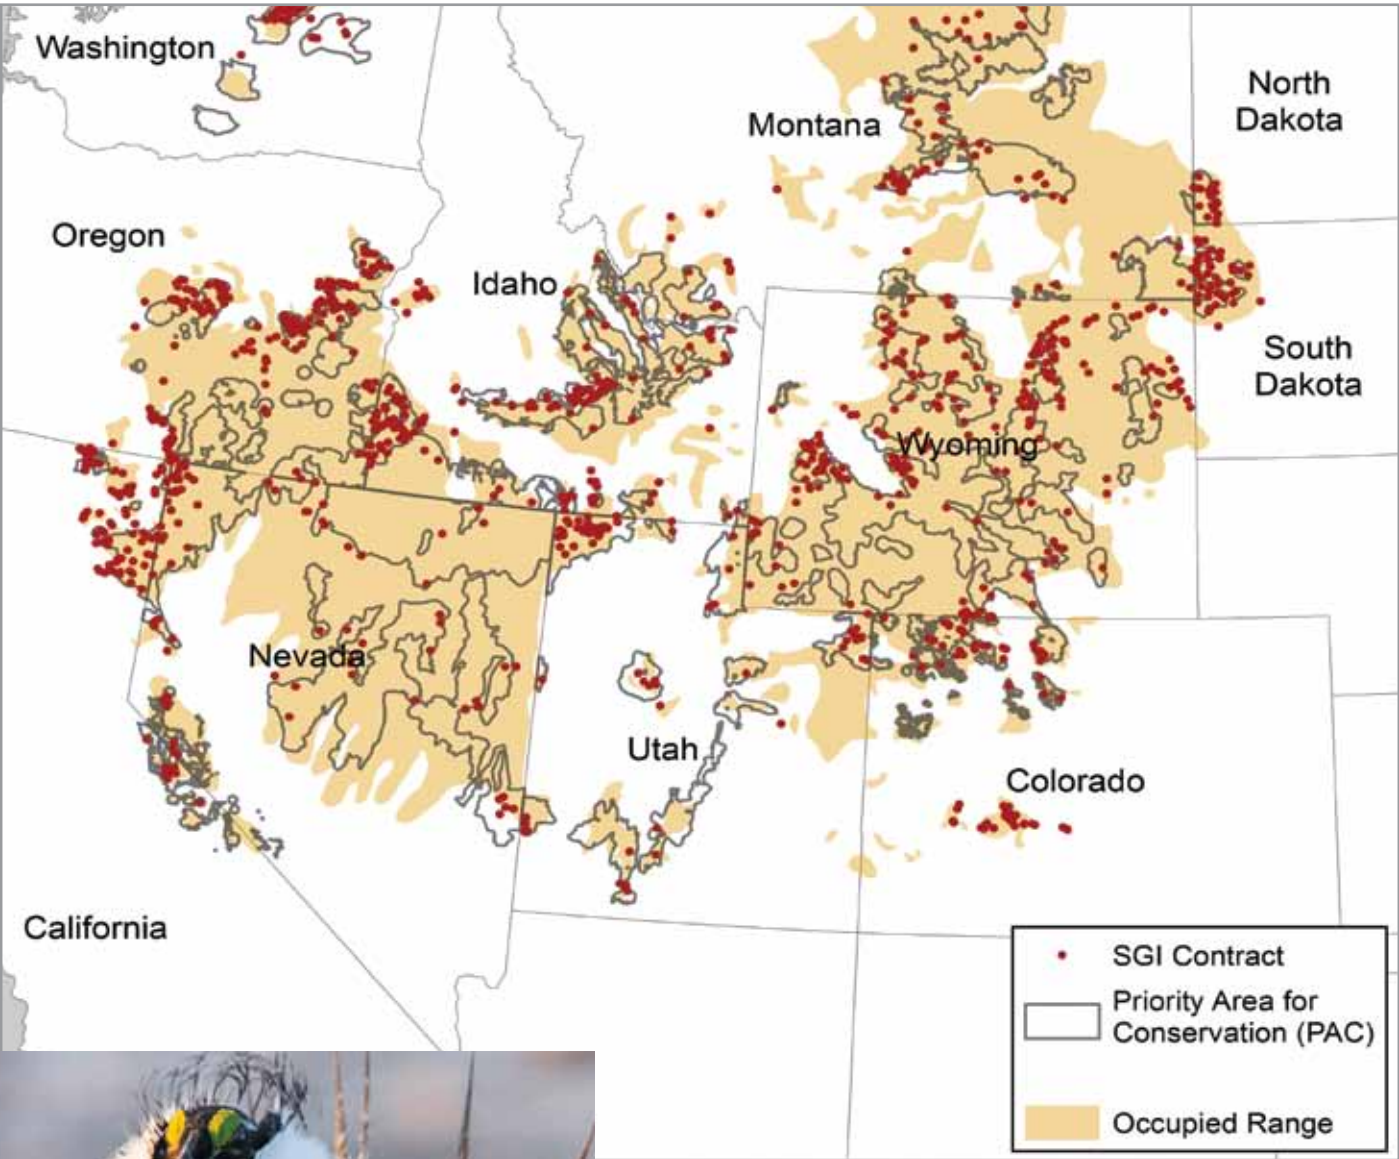 Washington
North
Dakota
Montana
Oregon
Idaho
South
Dakota
Wyoming
Nevada
Utah
Colorado
California
SGI Contract
Priority Area for
Conservation (PAC)
Occupied Range